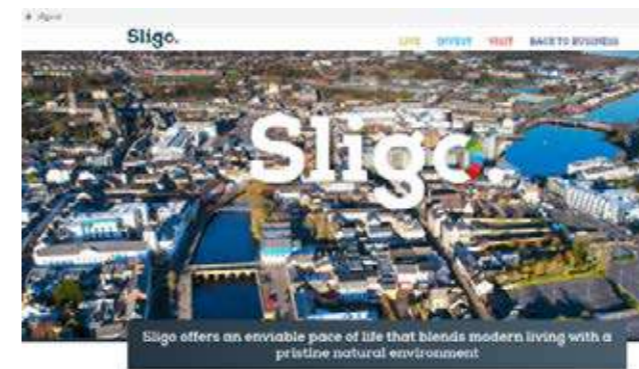 Sligo.
LIVE INVEST VISIT BACK TO BUSINESS
Sligo.
Sligo offers an enviable pace of life that blends modern living with a
pristine natural environment